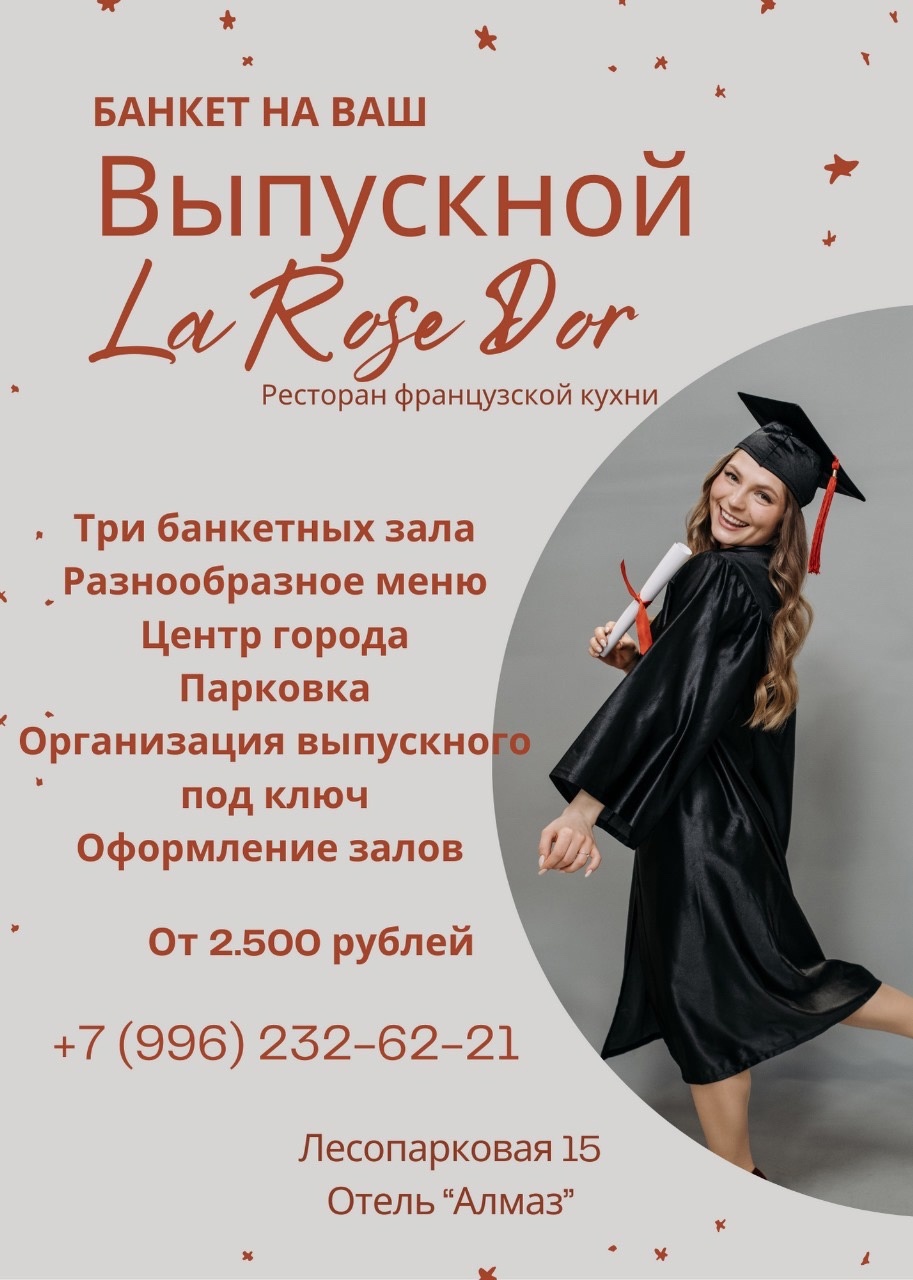 БАНКЕТ НА ВАШ
Выпускной
La Rose Dor
Ресторан французской кухни
Три банкетных зала
Разнообразное меню
Центр города
Парковка
Организация выпускного
под ключ
Оформление залов
От 2.500 рублей
+7 (996) 232-62-21
Лесопарковая 15
Отель “Алмаз”